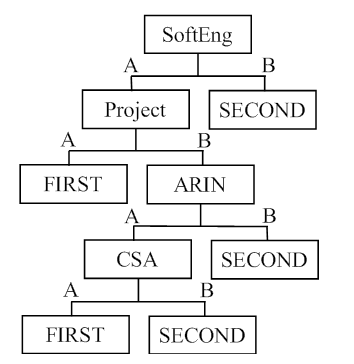 SoftEng
A B
Project SECOND
A B
FIRST ARIN
A B
CSA SECOND
A B
FIRST SECOND